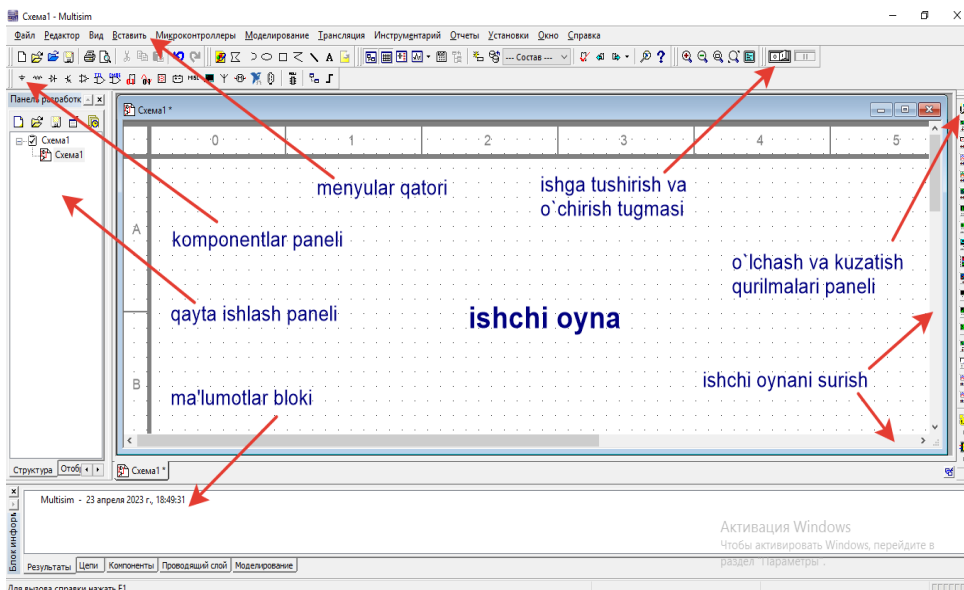 Схема1 - Multisim
Файл Редактор Вид Вставить Микроконтроллеры Моделирование Трансляция Инструментарий Отчеты Установки Окно Справка
--- Состав ---
Панель разработк
Схема1 *
Схема1
Схема1
0 1 2 3 4 5
menyular qatori
ishga tushirish va
o`chirish tugmasi
A
komponentlar paneli
o`lchash va kuzatish
qurilmalari paneli
qayta ishlash paneli
ishchi oyna
ishchi oynani surish
B
ma'lumotlar bloki
Структура Отоб
Схема1 *
Multisim - 23 апреля 2023 г., 18:49:31
Блок информ
Активация Windows
Чтобы активировать Windows, перейдите в
раздел "Параметры".
Результаты Цепи Компоненты Проводящий слой Моделирование
Для вызова справки нажать F1